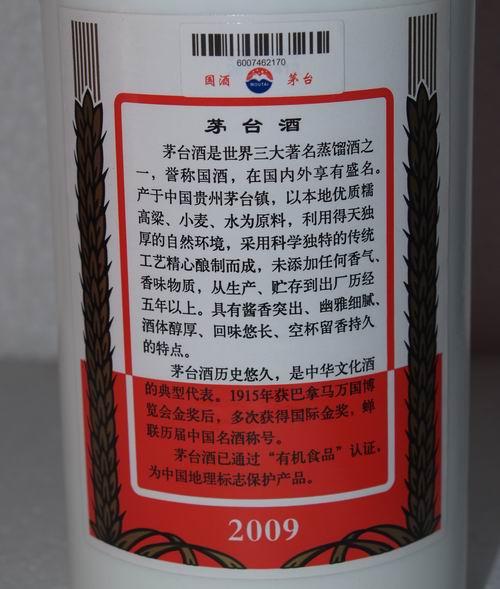 6007462170
国酒 MOUTAI 茅台
茅台酒
茅台酒是世界三大著名蒸馏酒之
一，誉称国酒，在国内外享有盛名。
产于中国贵州茅台镇，以本地优质糯
高粱、小麦、水为原料，利用得天独
厚的自然环境，采用科学独特的传统
工艺精心酿制而成，未添加任何香气、
香味物质，从生产、贮存到出厂历经
五年以上。具有酱香突出、幽雅细腻、
酒体醇厚、回味悠长、空杯留香持久
的特点。
茅台酒历史悠久，是中华文化酒
的典型代表。1915年获巴拿马万国博
览会金奖后，多次获得国际金奖，蝉
联历届中国名酒称号。
茅台酒已通过“有机食品”认证，
为中国地理标志保护产品。
2009